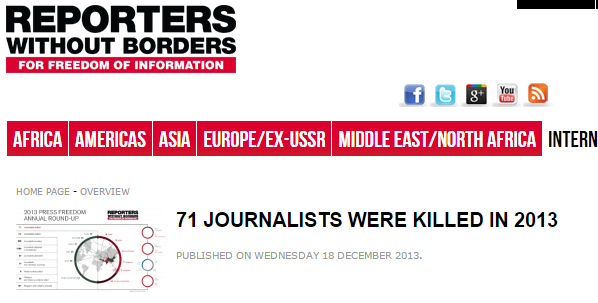 REPORTERS
WITHOUT BORDERS
FOR FREEDOM OF INFORMATION
You
Tube
AFRICA AMERICAS ASIA EUROPE/EX-USSR MIDDLE EAST/NORTH AFRICA INTERN
HOME PAGE - OVERVIEW
2013 PRESS FREEDOM
ANNUAL ROUND-UP
REPORTERS
WITHOUT BORDERS
71 JOURNALISTS WERE KILLED IN 2013
PUBLISHED ON WEDNESDAY 18 DECEMBER 2013.